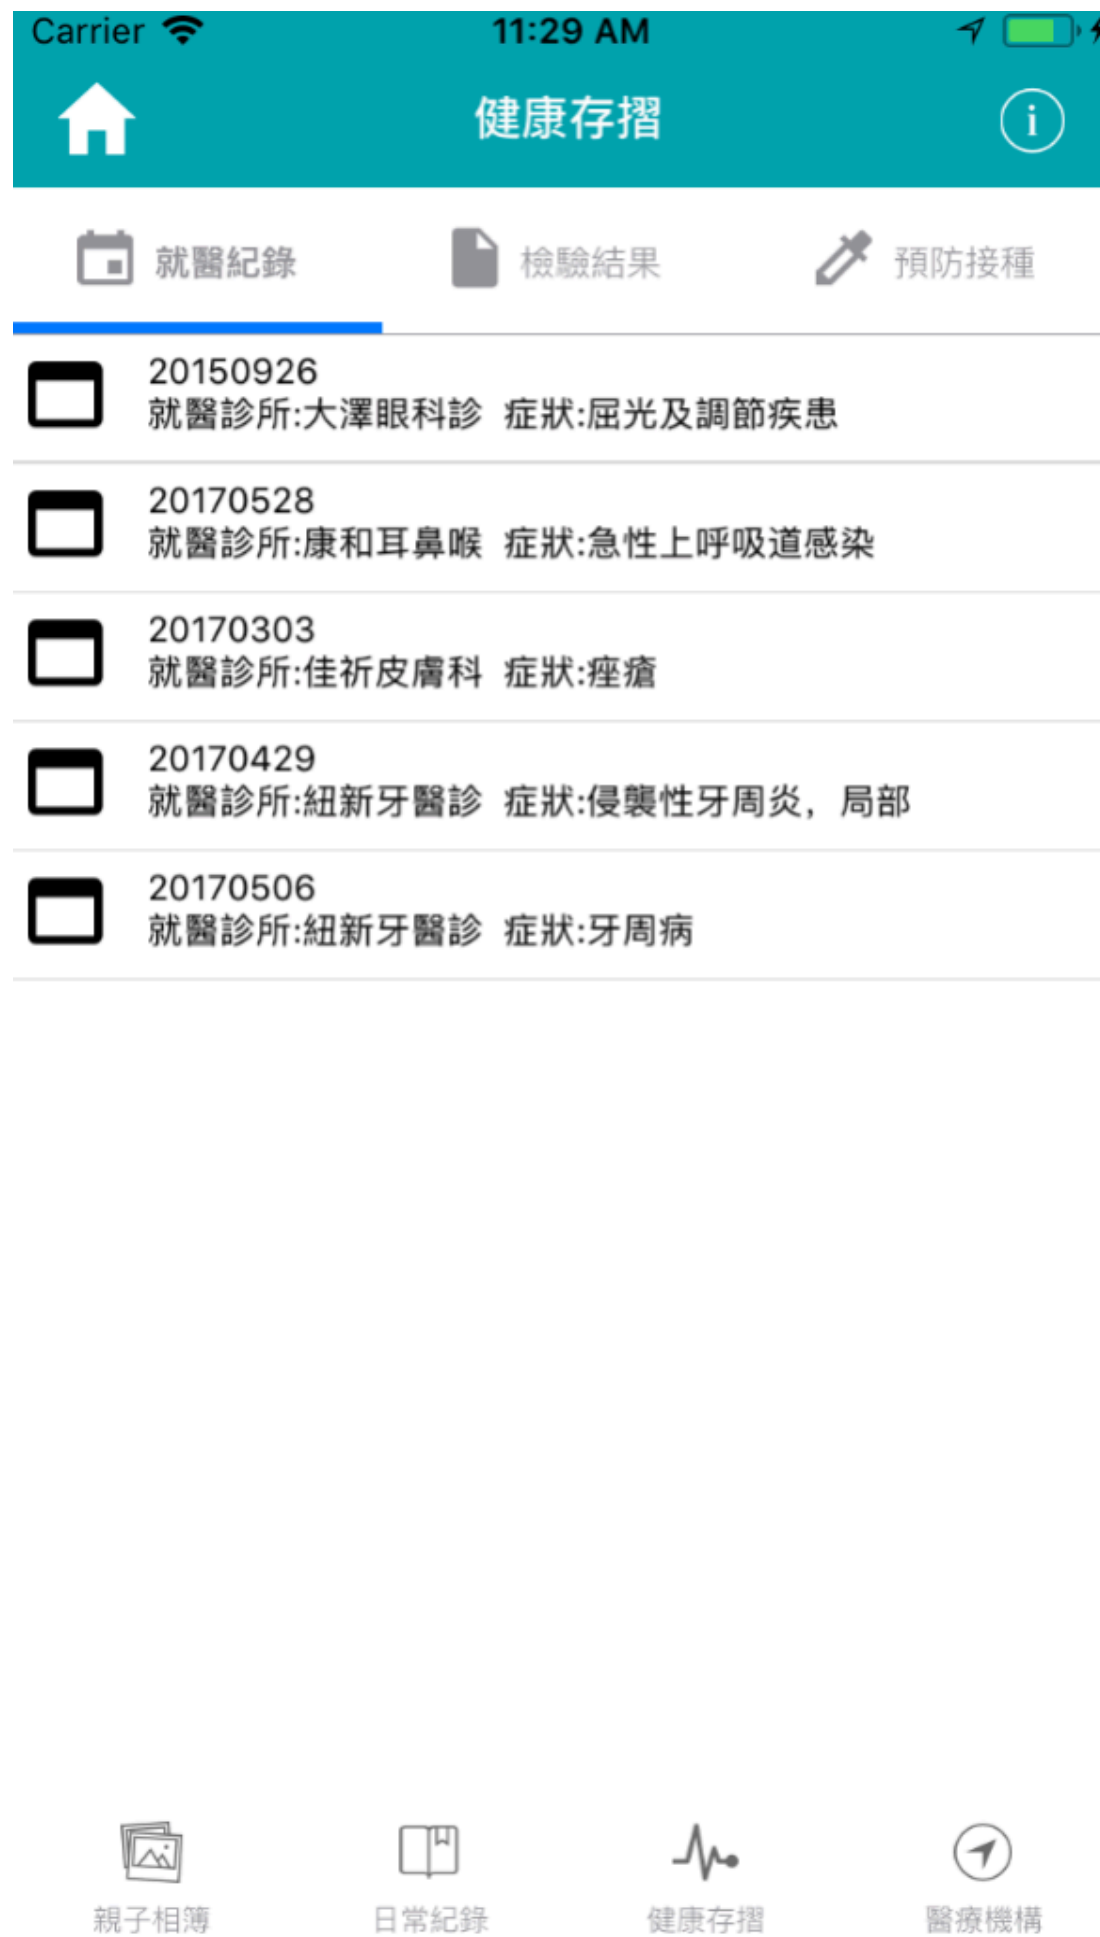 Carrier 11:29 AM
健康存摺
i
就醫紀錄 檢驗結果 預防接種
20150926
就醫診所:大澤眼科診 症狀:屈光及調節疾患
20170528
就醫診所:康和耳鼻喉 症狀:急性上呼吸道感染
20170303
就醫診所:佳祈皮膚科 症狀:痤瘡
20170429
就醫診所:紐新牙醫診 症狀:侵襲性牙周炎，局部
20170506
就醫診所:紐新牙醫診 症狀:牙周病
親子相簿 日常紀錄 健康存摺 醫療機構